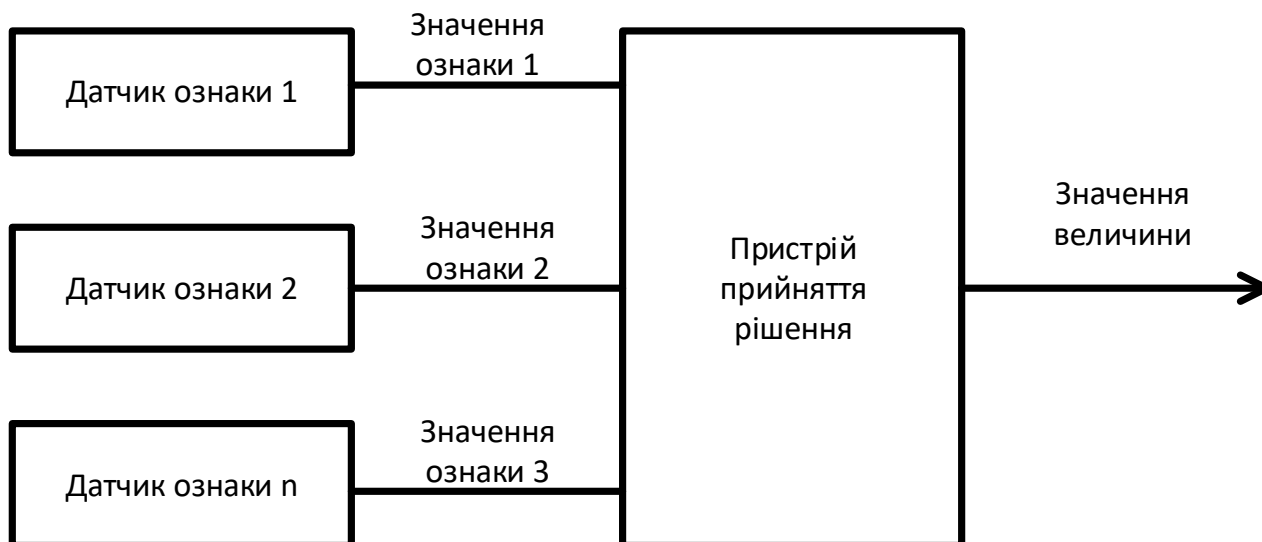 Значення
ознаки 1
Датчик ознаки 1
Значення
ознаки 2
Датчик ознаки 2
Значення
ознаки 3
Датчик ознаки n
Пристрій
прийняття
рішення
Значення
величини